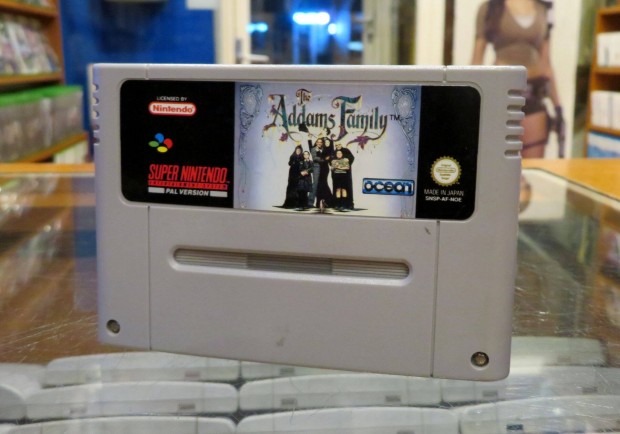 LICENSED BY
Nintendo
SUPER NINTENDO
ENTERTAINMENT SYSTEM
PAL VERSION
The
Addams Family
TM
ocean
MADE IN JAPAN
SNSP-AF-NOE